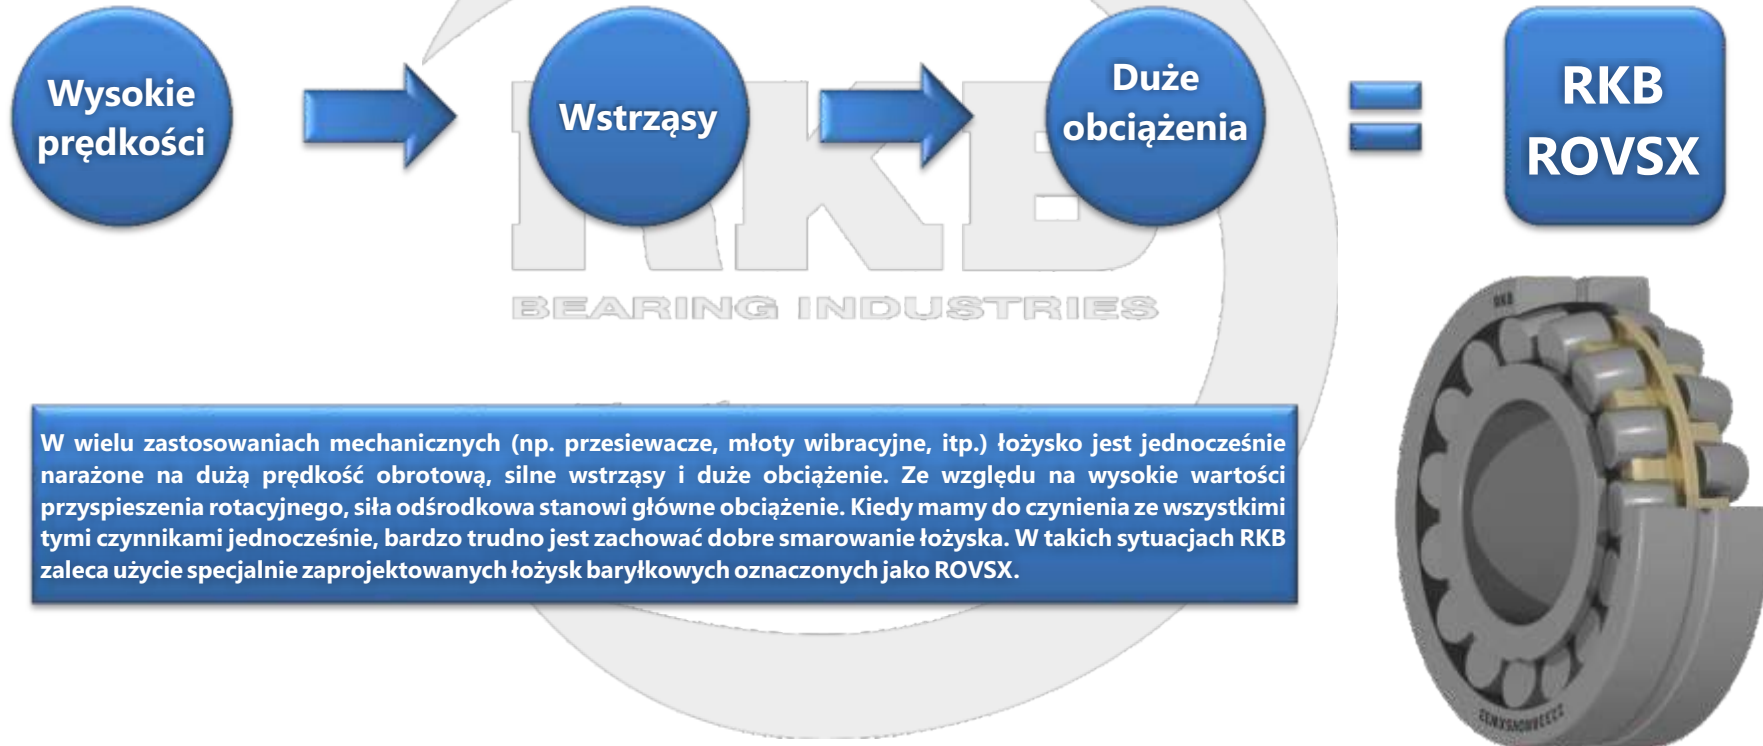 Wysokie
prędkości
Wstrząsy
Duże
obciążenia
RKB
ROVSX
RKB
BEARING INDUSTRIES
W wielu zastosowaniach mechanicznych (np. przesiewacze, młoty wibracyjne, itp.) łożysko jest jednocześnie
narażone na dużą prędkość obrotową, silne wstrząsy i duże obciążenie. Ze względu na wysokie wartości
przyspieszenia rotacyjnego, siła odśrodkowa stanowi główne obciążenie. Kiedy mamy do czynienia ze wszystkimi
tymi czynnikami jednocześnie, bardzo trudno jest zachować dobre smarowanie łożyska. W takich sytuacjach RKB
zaleca użycie specjalnie zaprojektowanych łożysk baryłkowych oznaczonych jako ROVSX.
RKB